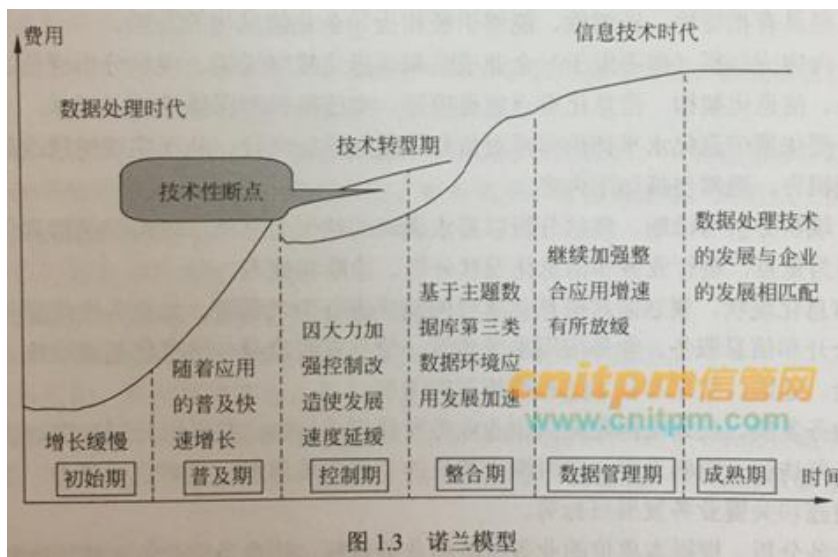 费用
信息技术时代
数据处理时代
技术转型期
技术性断点
增长缓慢
随着应用
的普及快
速增长
因大力加
强控制改
造使发展
速度延缓
基于主题数
据库第三类
数据环境应
用发展加速
继续加强整
合应用增速
有所放缓
数据处理技术
的发展与企业
的发展相匹配
cnitpm信管网
www.cnitpm.com
初始期
普及期
控制期
整合期
数据管理期
成熟期
时间
图 1.3 诺兰模型